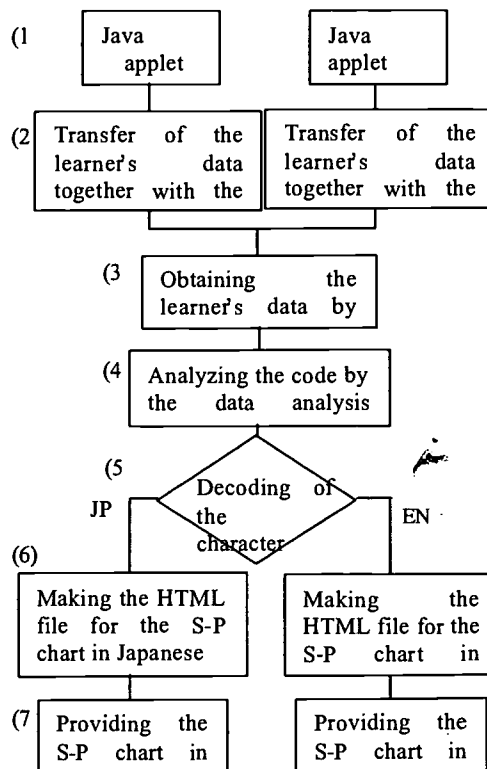 (1
Java
applet
Java
applet
(2
Transfer of the
learner's data
together with the
Transfer of the
learner's data
together with the
(3
Obtaining the
learner's data by
(4
Analyzing the code by
the data analysis
(5
Decoding of
the
character
JP
EN
(6)
Making the HTML
file for the S-P
chart in Japanese
Making the
HTML file for the
S-P chart in
(7
Providing the
S-P chart in
Providing the
S-P chart in